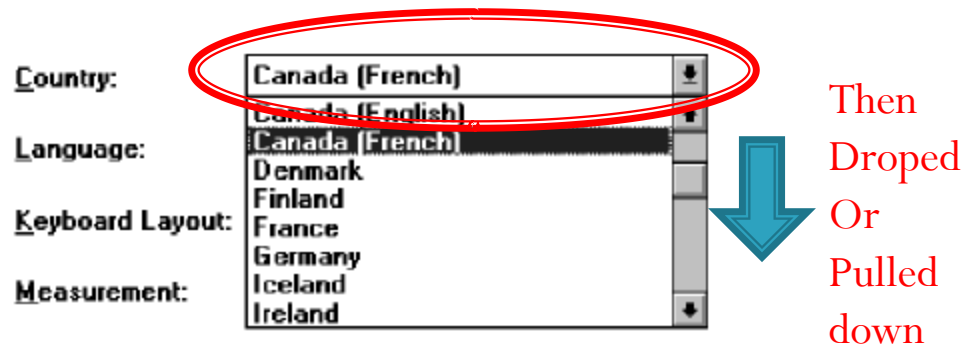 Country: Canada (French)
Canada (English)
Language: Canada (French)
Denmark
Finland
Keyboard Layout: France
Germany
Measurement: Iceland
Ireland
Then
Droped
Or
Pulled
down